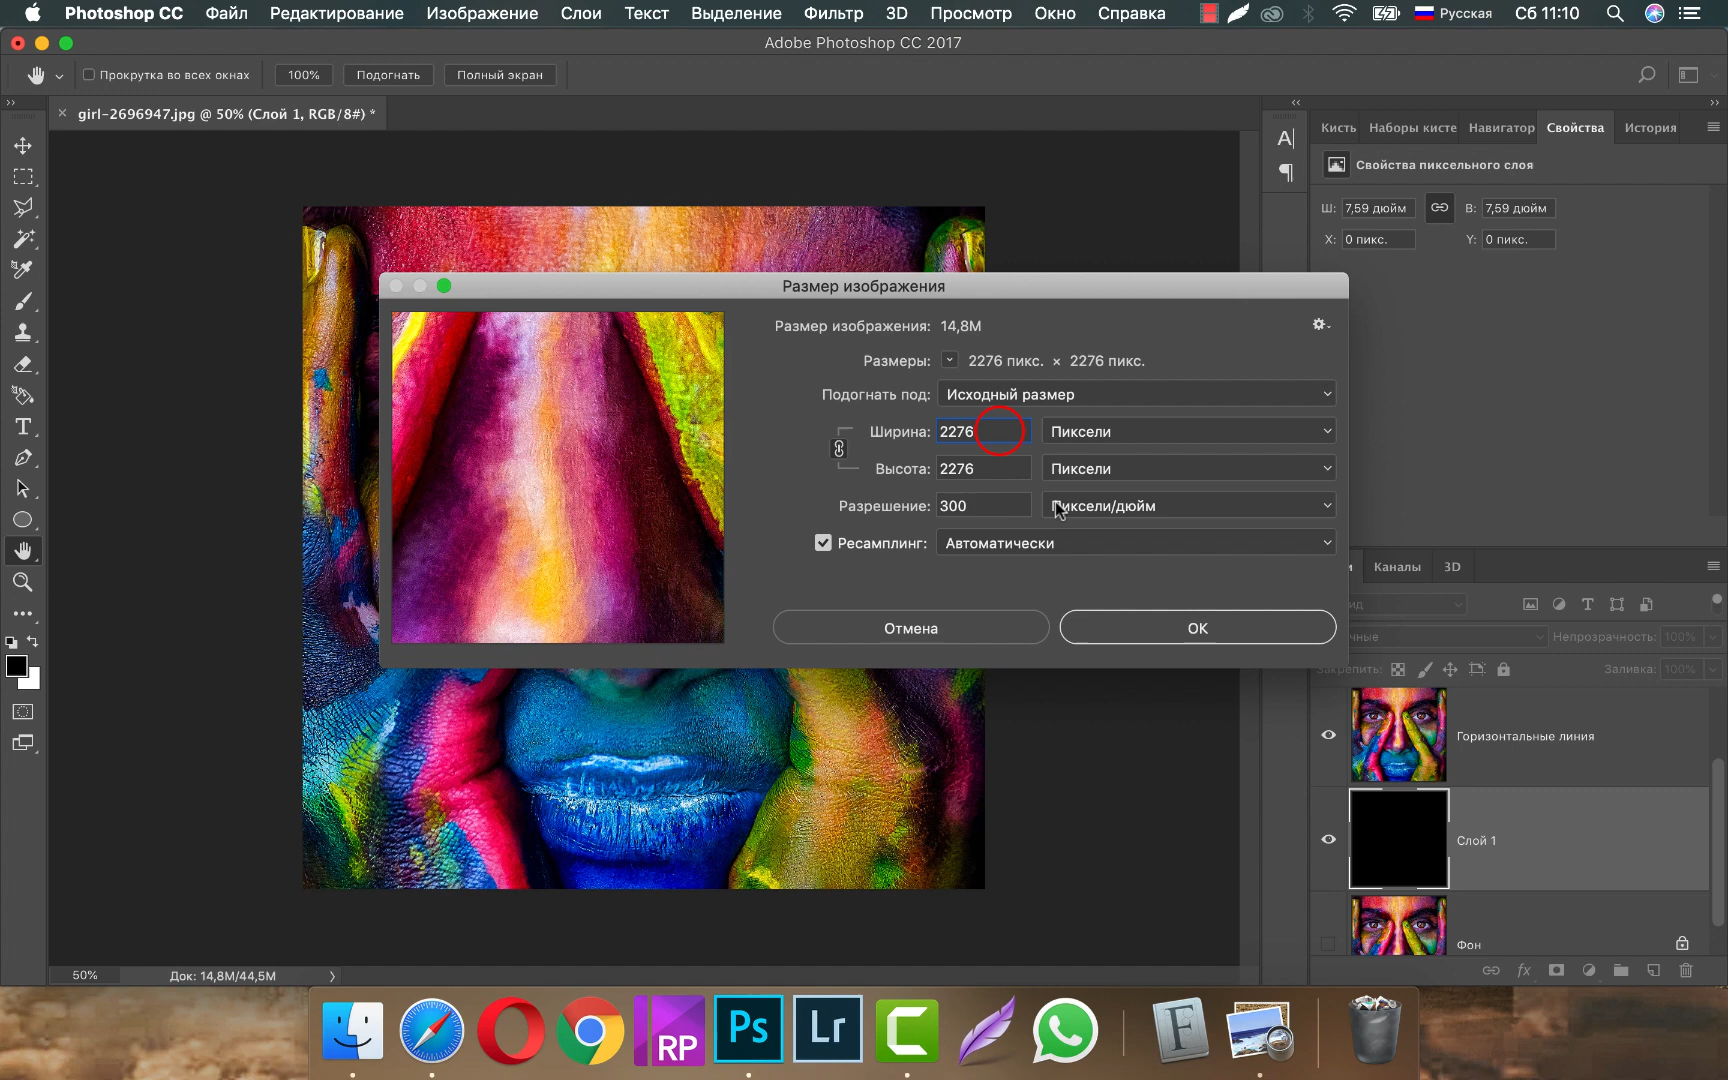 Photoshop CC Файл Редактирование Изображение Слои Текст Выделение Фильтр 3D Просмотр Окно Справка Русская Сб 11:10
Adobe Photoshop CC 2017
Прокрутка во всех окнах 100% Подогнать Полный экран
girl-2696947.jpg @ 50% (Слой 1, RGB/8#) *
Кисть Наборы кисте Навигатор Свойства История
Свойства пиксельного слоя
Ш: 7,59 дюйм В: 7,59 дюйм
X: 0 пикс. Y: 0 пикс.
Размер изображения
Размер изображения: 14,8M
Размеры: 2276 пикс. × 2276 пикс.
Подогнать под: Исходный размер
Ширина: 2276 Пиксели
Высота: 2276 Пиксели
Разрешение: 300 Пиксели/дюйм
Ресамплинг: Автоматически
Отмена OK
Каналы 3D
Непрозрачность: 100%
Закрепить: Заливка: 100%
Горизонтальные линия
Слой 1
Фон
fx
50% Док: 14,8M/44,5M
RP Ps Lr C F